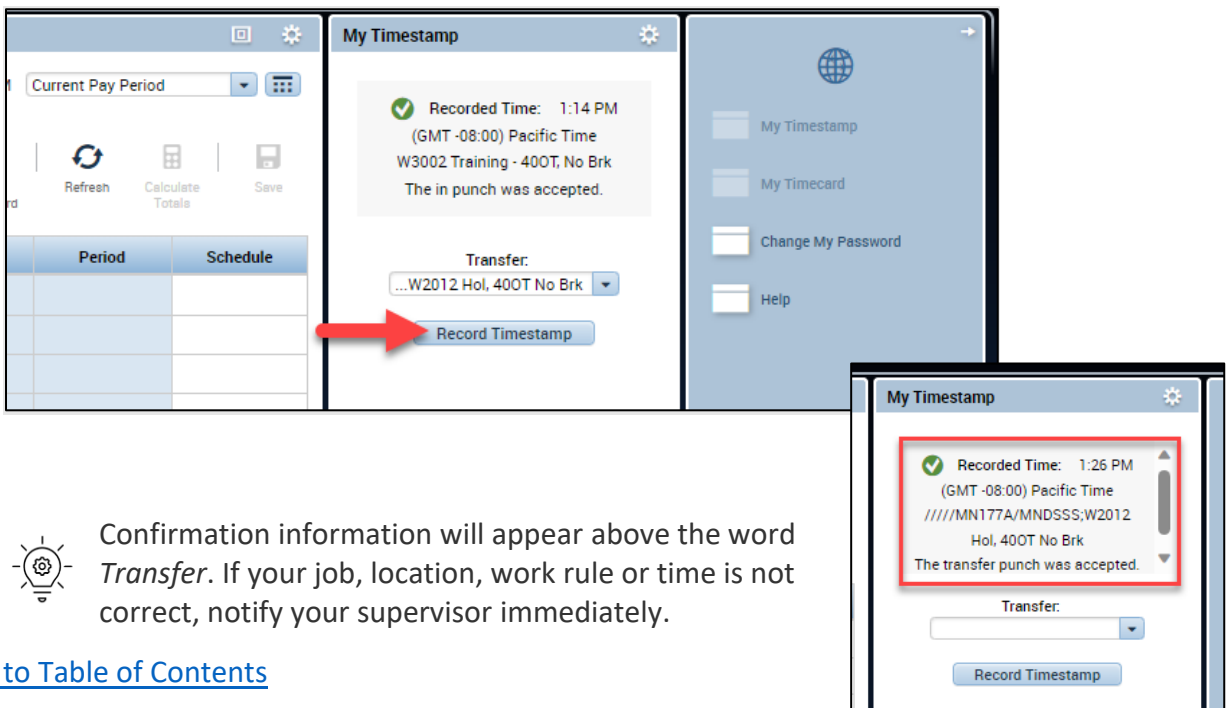 My Timestamp
Current Pay Period
Refresh
Calculate
Totals
Save
Period
Schedule
Recorded Time: 1:14 PM
(GMT -08:00) Pacific Time
W3002 Training - 40OT, No Brk
The in punch was accepted.
Transfer:
...W2012 Hol, 40OT No Brk
Record Timestamp
My Timestamp
My Timecard
Change My Password
Help
My Timestamp
Recorded Time: 1:26 PM
(GMT -08:00) Pacific Time
/////MN177A/MNDSSS;W2012
Hol, 40OT No Brk
The transfer punch was accepted.
Transfer:
Record Timestamp
Confirmation information will appear above the word
Transfer. If your job, location, work rule or time is not
correct, notify your supervisor immediately.
to Table of Contents